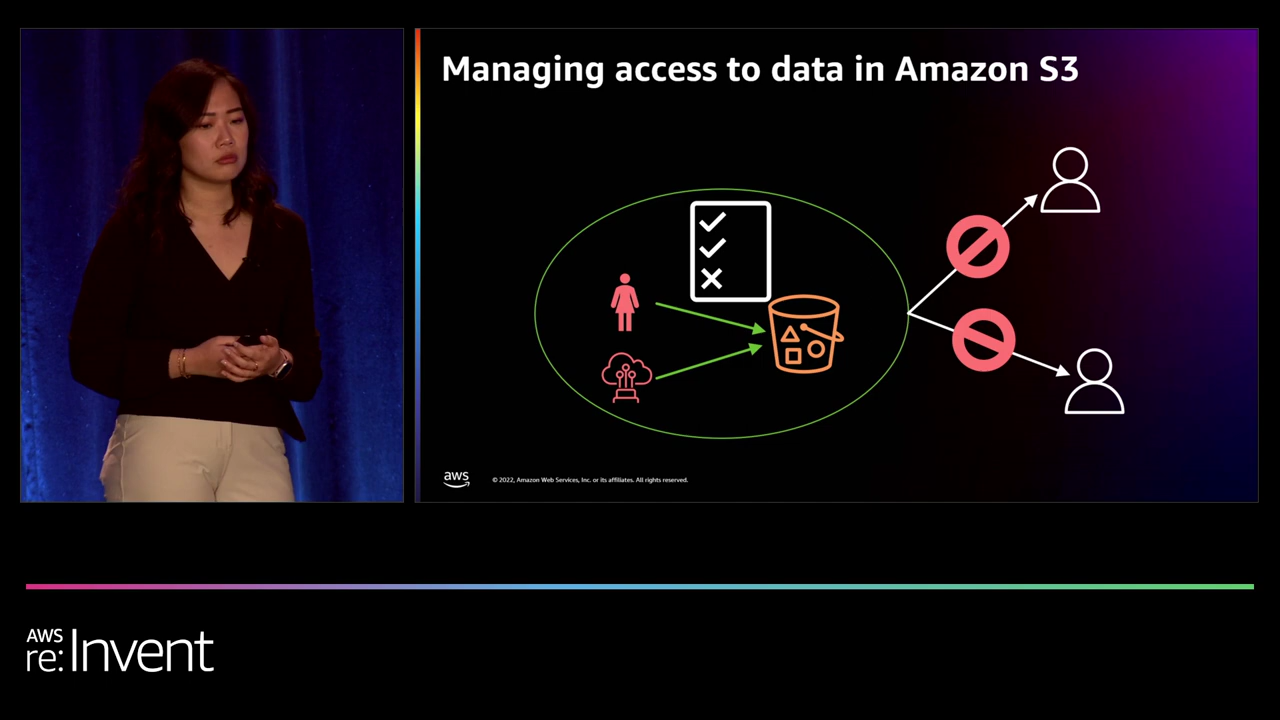 Managing access to data in Amazon S3
aws
© 2022, Amazon Web Services, Inc. or its affiliates. All rights reserved.
AWS
re:Invent